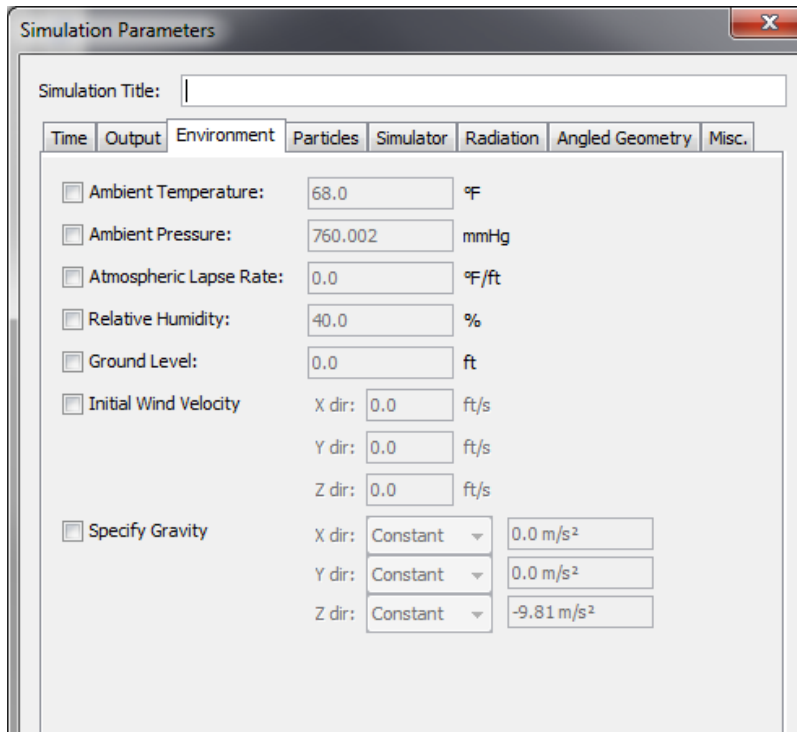 Simulation Parameters
Simulation Title:
Time Output Environment Particles Simulator Radiation Angled Geometry Misc.
Ambient Temperature: 68.0 °F
Ambient Pressure: 760.002 mmHg
Atmospheric Lapse Rate: 0.0 °F/ft
Relative Humidity: 40.0 %
Ground Level: 0.0 ft
Initial Wind Velocity X dir: 0.0 ft/s
Y dir: 0.0 ft/s
Z dir: 0.0 ft/s
Specify Gravity X dir: Constant 0.0 m/s²
Y dir: Constant 0.0 m/s²
Z dir: Constant -9.81 m/s²